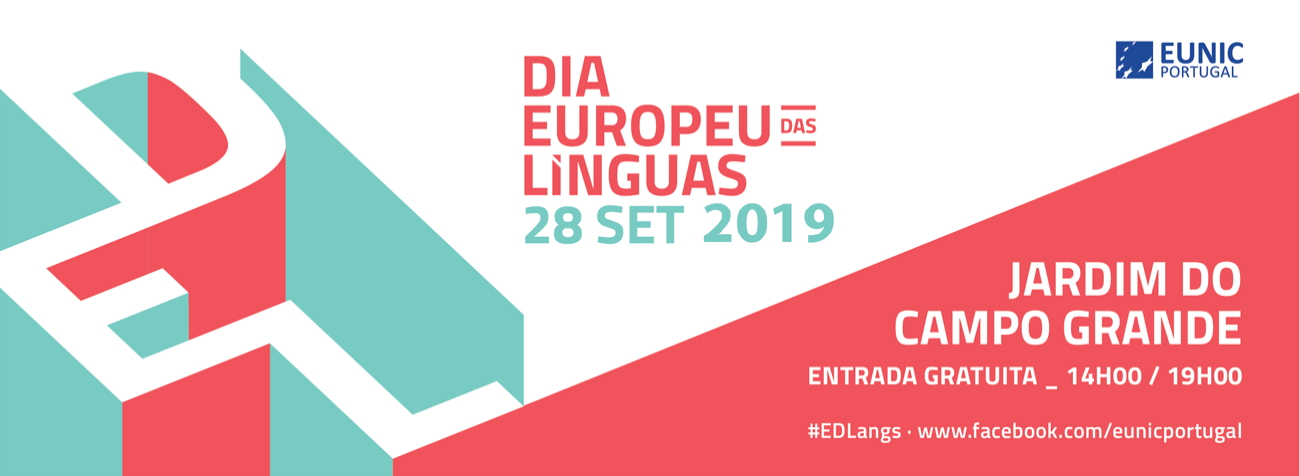 DEL
DIA
EUROPEU DAS
LÍNGUAS
28 SET 2019
EUNIC
PORTUGAL
JARDIM DO
CAMPO GRANDE
ENTRADA GRATUITA _ 14H00 / 19H00
#EDLangs · www.facebook.com/eunicportugal